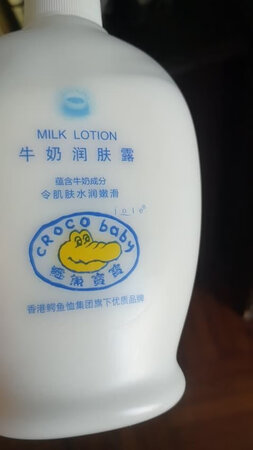 MILK LOTION
牛奶润肤露
蕴含牛奶成分
令肌肤水润嫩滑
CROCO baby
鳄鱼宝宝
香港鳄鱼恤集团旗下优质品牌